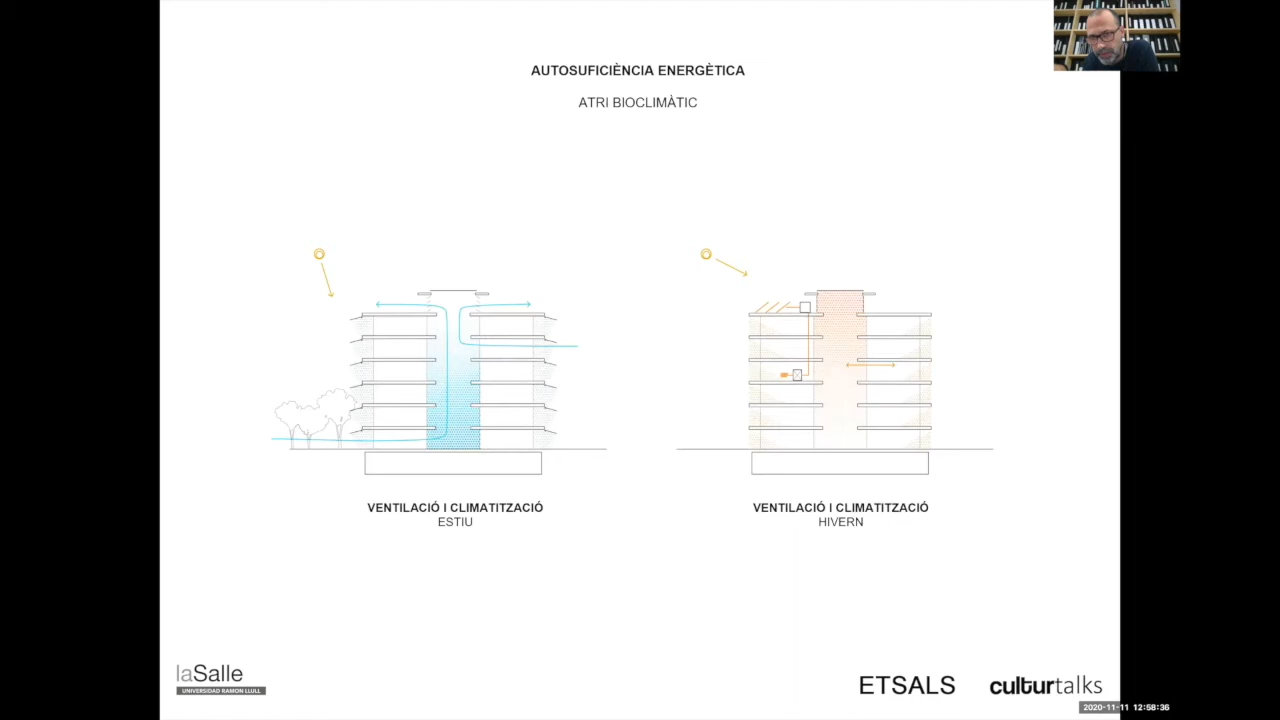 AUTOSUFICIÈNCIA ENERGÈTICA
ATRI BIOCLIMÀTIC
VENTILACIÓ I CLIMATITZACIÓ
ESTIU
VENTILACIÓ I CLIMATITZACIÓ
HIVERN
laSalle
UNIVERSIDAD RAMON LLULL
ETSALS
culturtalks
2020-11-11 12:58:36